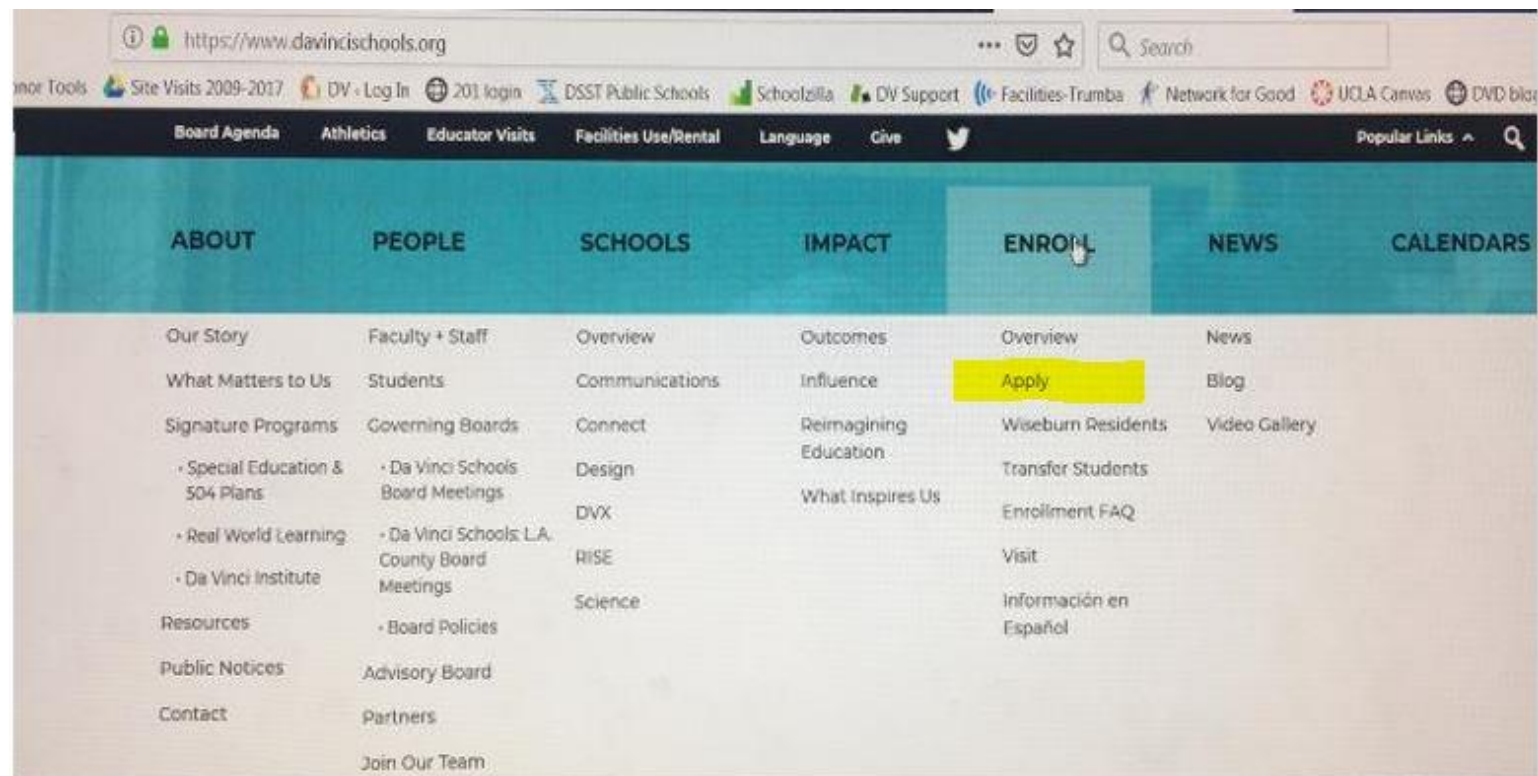 https://www.davincischools.org
Search
Tools Site Visits 2009-2017 DV - Log In 201 login DSST Public Schools Schoolzilla DV Support Facilities-Trumba Network for Good UCLA Canvas DVD
Board Agenda Athletics Educator Visits Facilities Use/Rental Language Give Popular Links
ABOUT PEOPLE SCHOOLS IMPACT ENROLL NEWS CALENDARS
Our Story
What Matters to Us
Signature Programs
• Special Education &
504 Plans
• Real World Learning
• Da Vinci Institute
Resources
Public Notices
Contact
Faculty + Staff
Students
Governing Boards
• Da Vinci Schools
Board Meetings
• Da Vinci Schools: L.A.
County Board
Meetings
• Board Policies
Advisory Board
Partners
Join Our Team
Overview
Communications
Connect
Design
DVX
RISE
Science
Outcomes
Influence
Reimagining
Education
What Inspires Us
Overview
Apply
Wiseburn Residents
Transfer Students
Enrollment FAQ
Visit
Información en
Español
News
Blog
Video Gallery